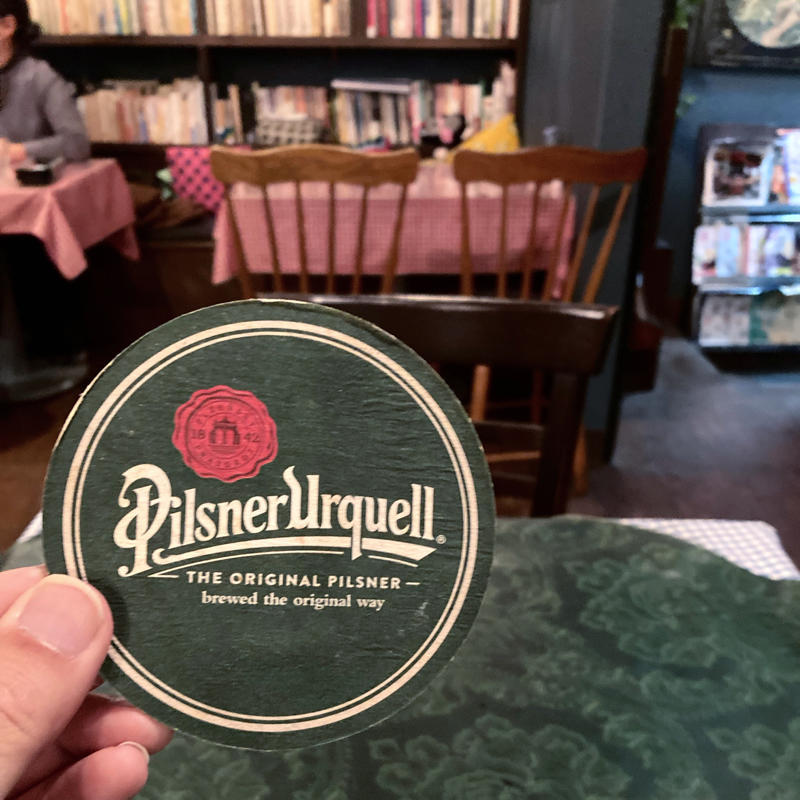 18 42
Pilsner Urquell®
THE ORIGINAL PILSNER
brewed the original way